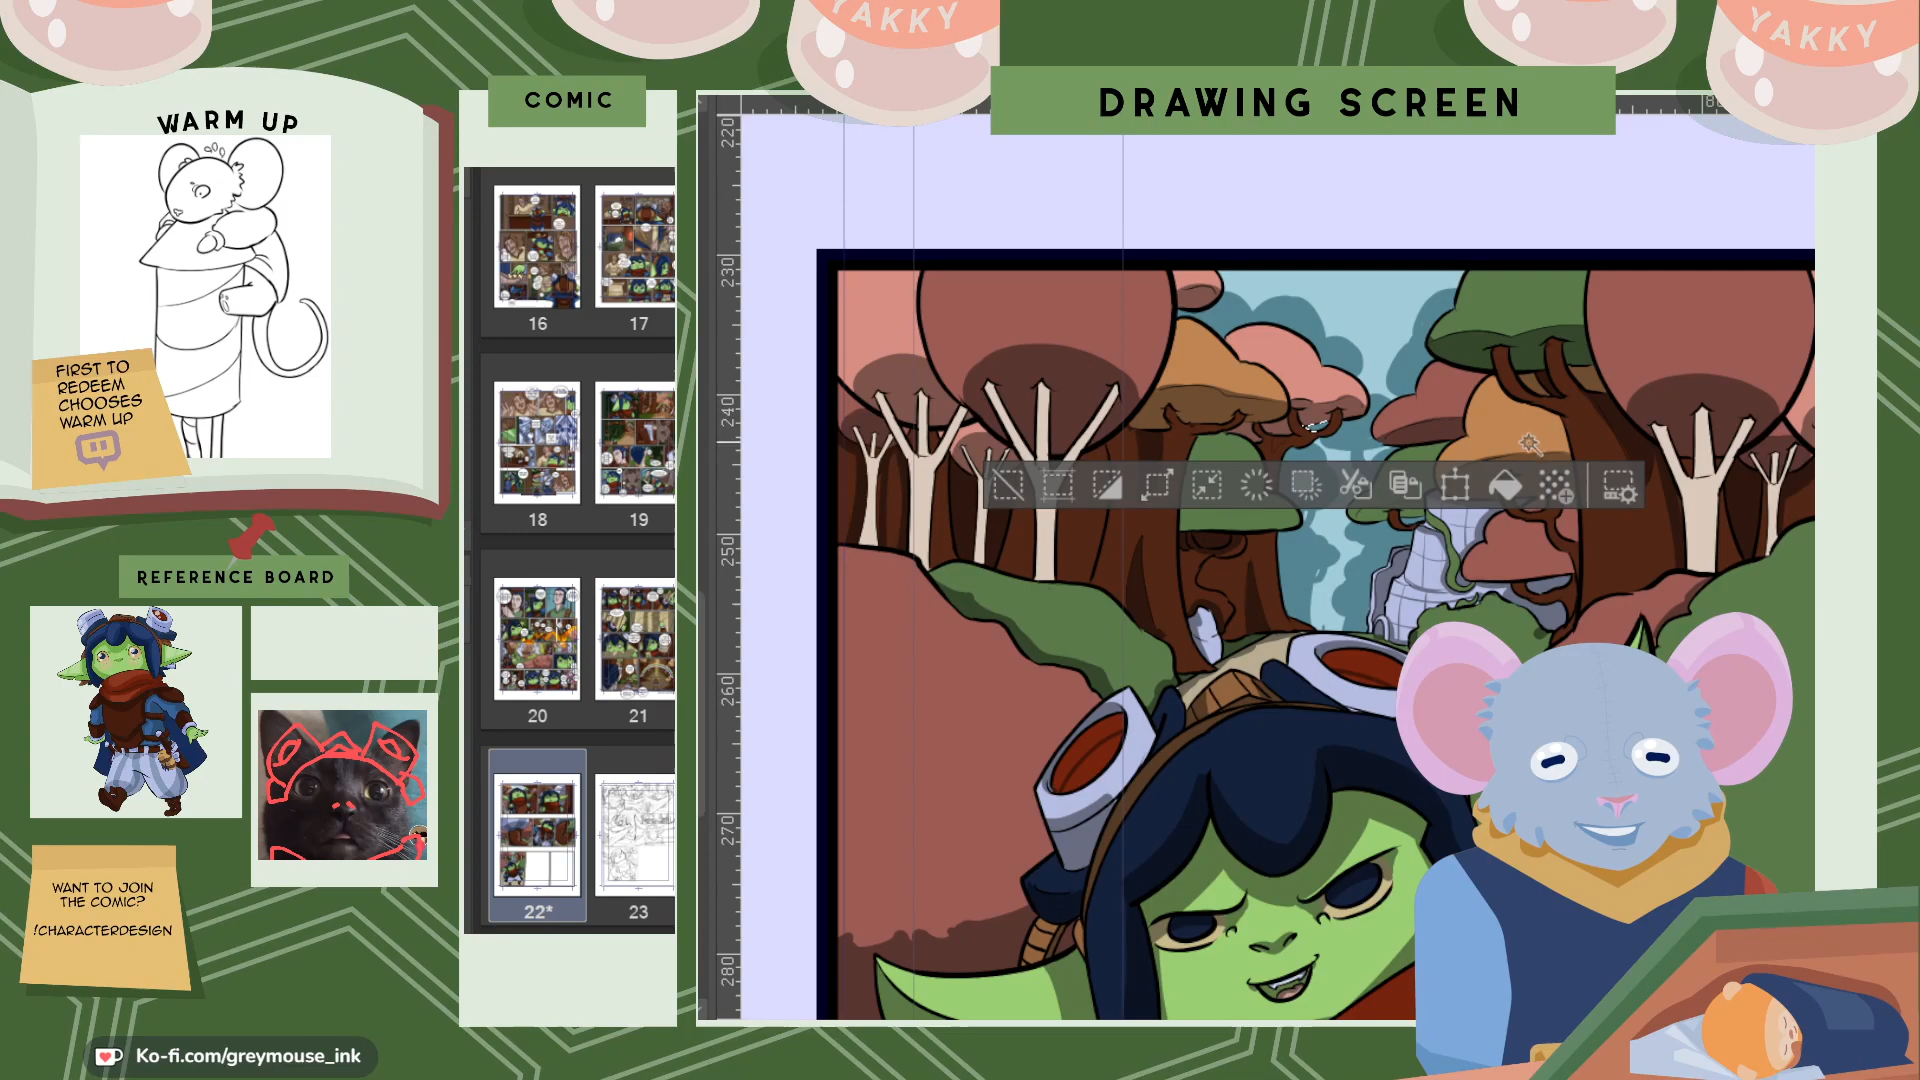 YAKKY
YAKKY
WARM UP
COMIC
DRAWING SCREEN
FIRST TO
REDEEM
CHOOSES
WARM UP
16
17
18
19
20
21
22*
23
220
230
240
250
260
270
280
REFERENCE BOARD
WANT TO JOIN
THE COMIC?
!CHARACTERDESIGN
Ko-fi.com/greymouse_ink